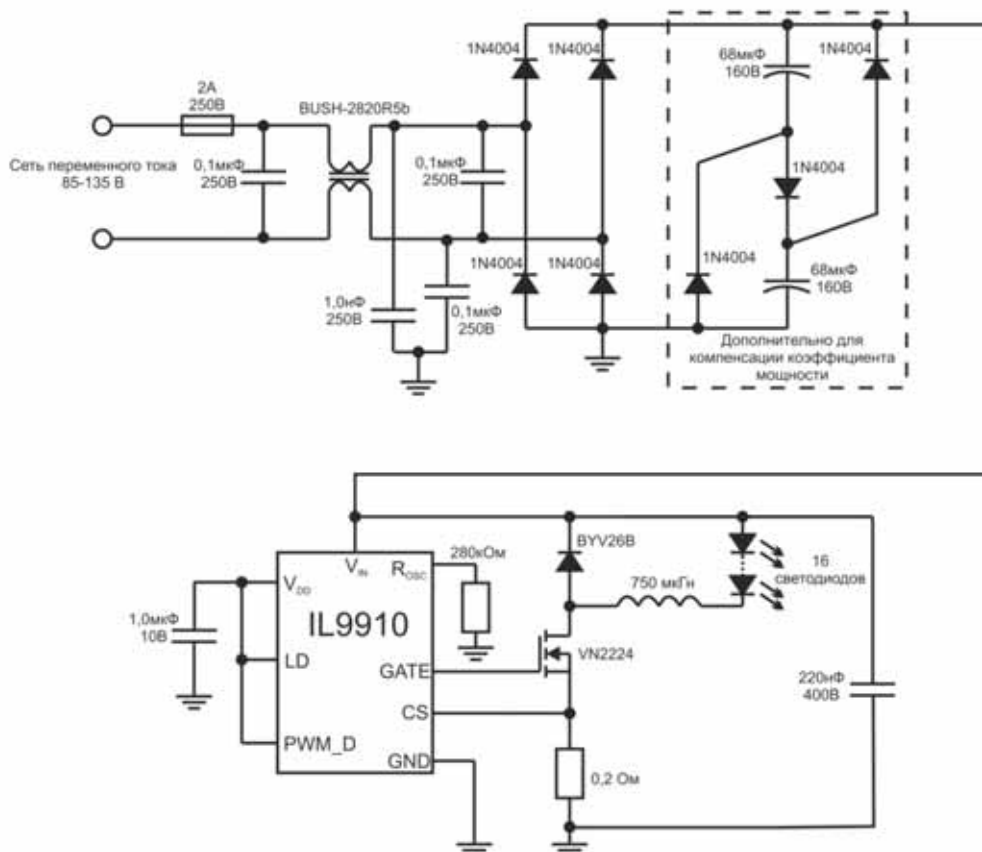 1N4004
1N4004
68мкФ
160В
1N4004
2А
250В
BUSH-2820R5b
Сеть переменного тока
85-135 В
0,1мкФ
250В
0,1мкФ
250В
1N4004
1N4004
1N4004
1N4004
68мкФ
160В
1,0нФ
250В
0,1мкФ
250В
Дополнительно для
компенсации коэффициента
мощности
VIN
ROSC
280кОм
BYV26B
16
светодиодов
750 мкГн
VDD
1,0мкФ
10В
IL9910
LD
GATE
VN2224
CS
220нФ
400В
PWM_D
GND
0,2 Ом